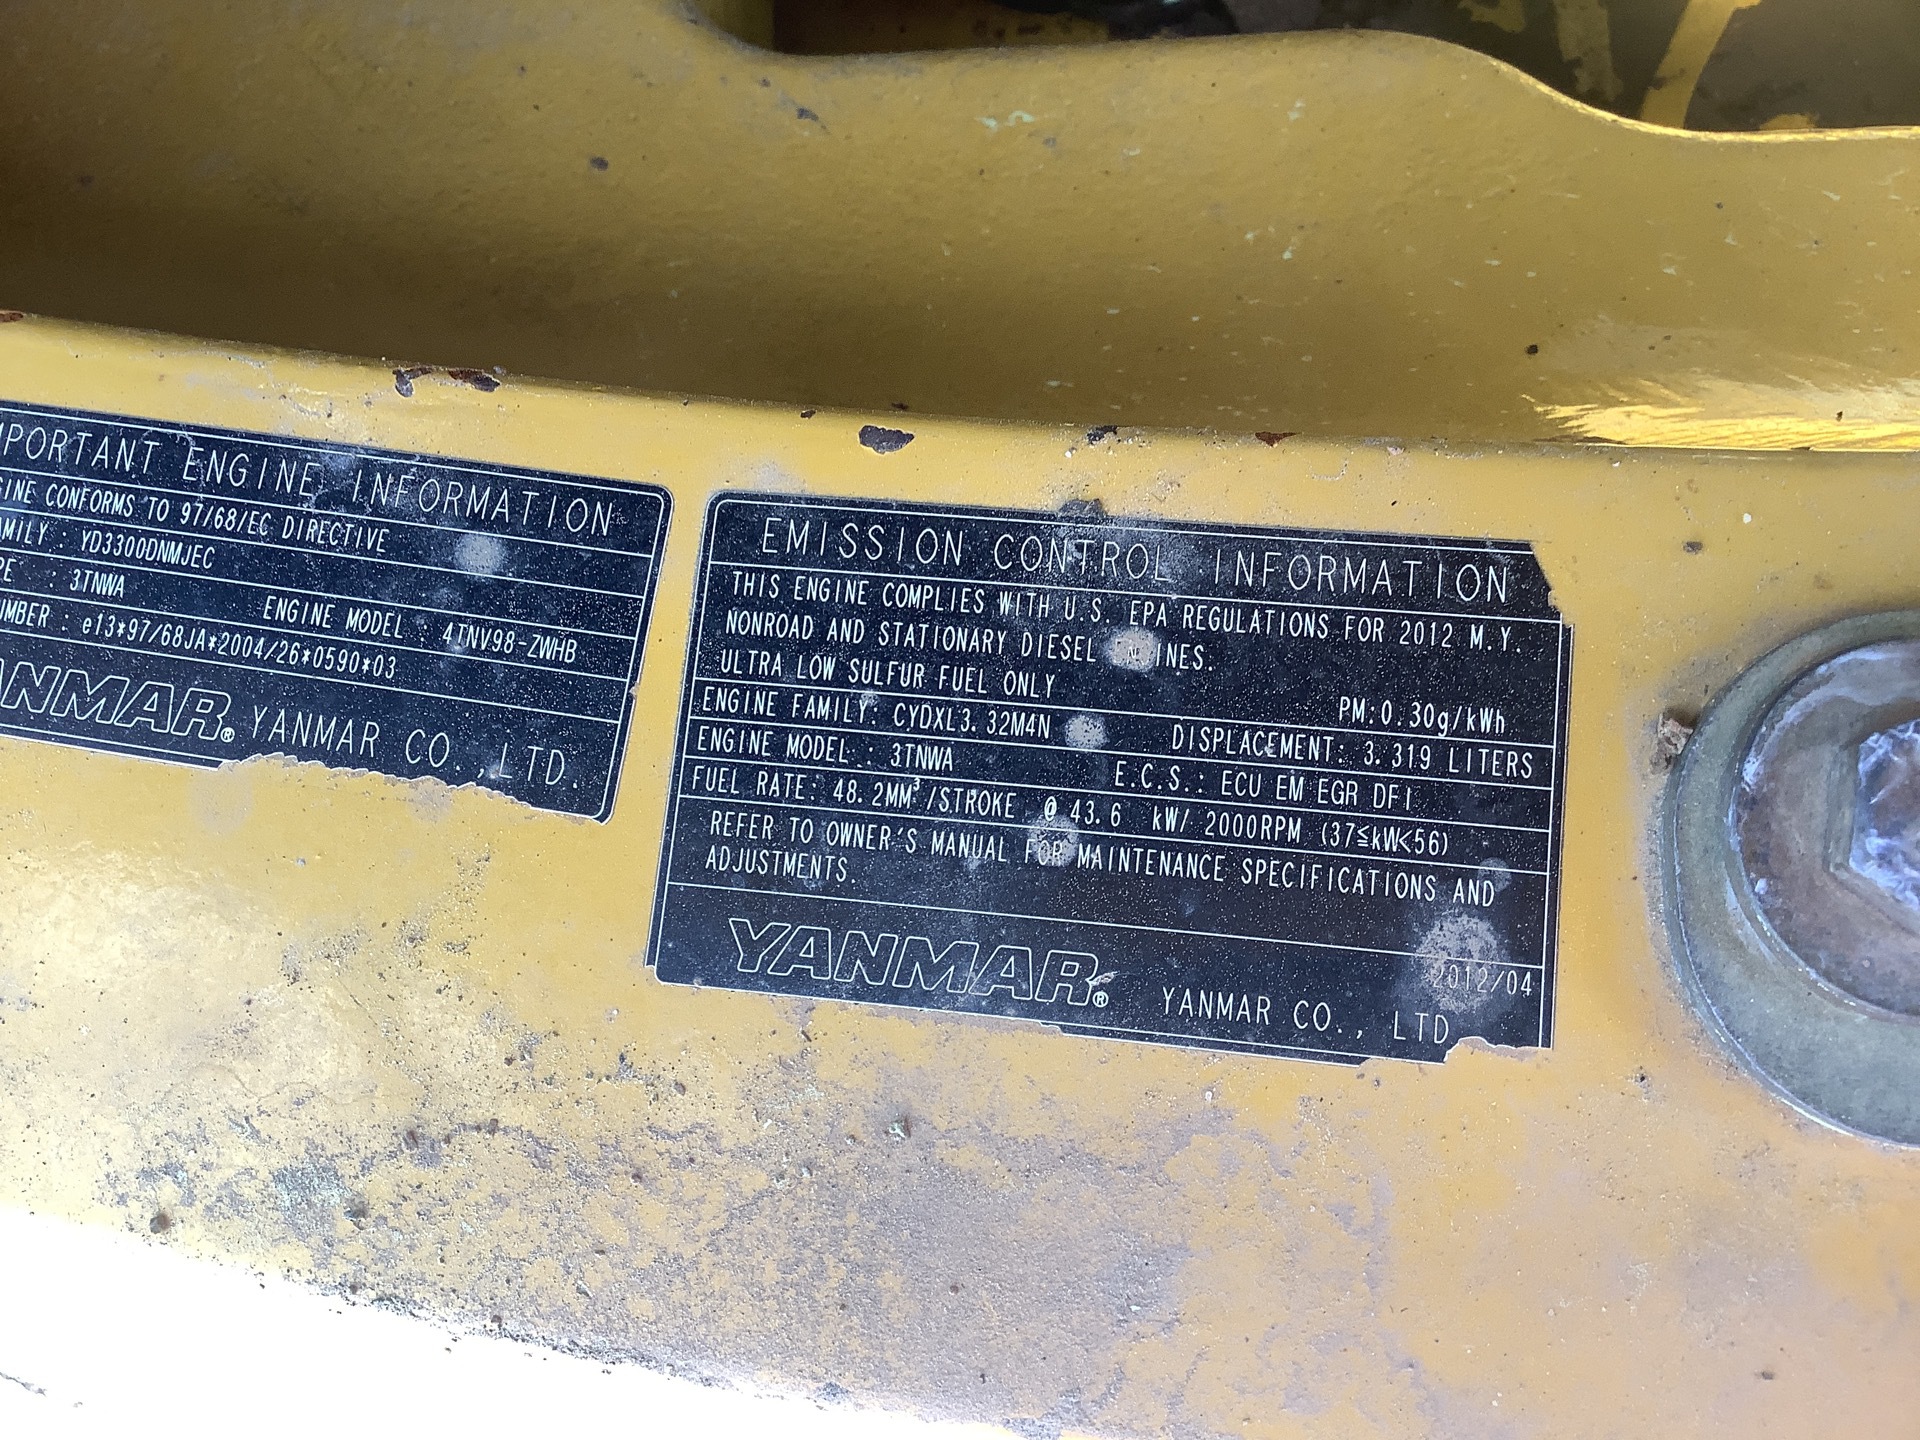 MPORTANT ENGINE INFORMATION
GINE CONFORMS TO 97/68/EC DIRECTIVE
AMILY : YD3300DNMJEC
PE : 3TNWA ENGINE MODEL : 4TNV98-ZWHB
UMBER : e13*97/68JA*2004/26*0590*03
ANMAR® YANMAR CO., LTD.
EMISSION CONTROL INFORMATION
THIS ENGINE COMPLIES WITH U.S. EPA REGULATIONS FOR 2012 M.Y.
NONROAD AND STATIONARY DIESEL ENGINES.
ULTRA LOW SULFUR FUEL ONLY PM:0.30g/kWh
ENGINE FAMILY: CYDXL3.32M4N DISPLACEMENT: 3.319 LITERS
ENGINE MODEL: 3TNWA E.C.S.: ECU EM EGR DFI
FUEL RATE: 48.2MM³/STROKE @ 43.6 kW/ 2000RPM (37≦kW<56)
REFER TO OWNER'S MANUAL FOR MAINTENANCE SPECIFICATIONS AND
ADJUSTMENTS.
2012/04
YANMAR® YANMAR CO., LTD